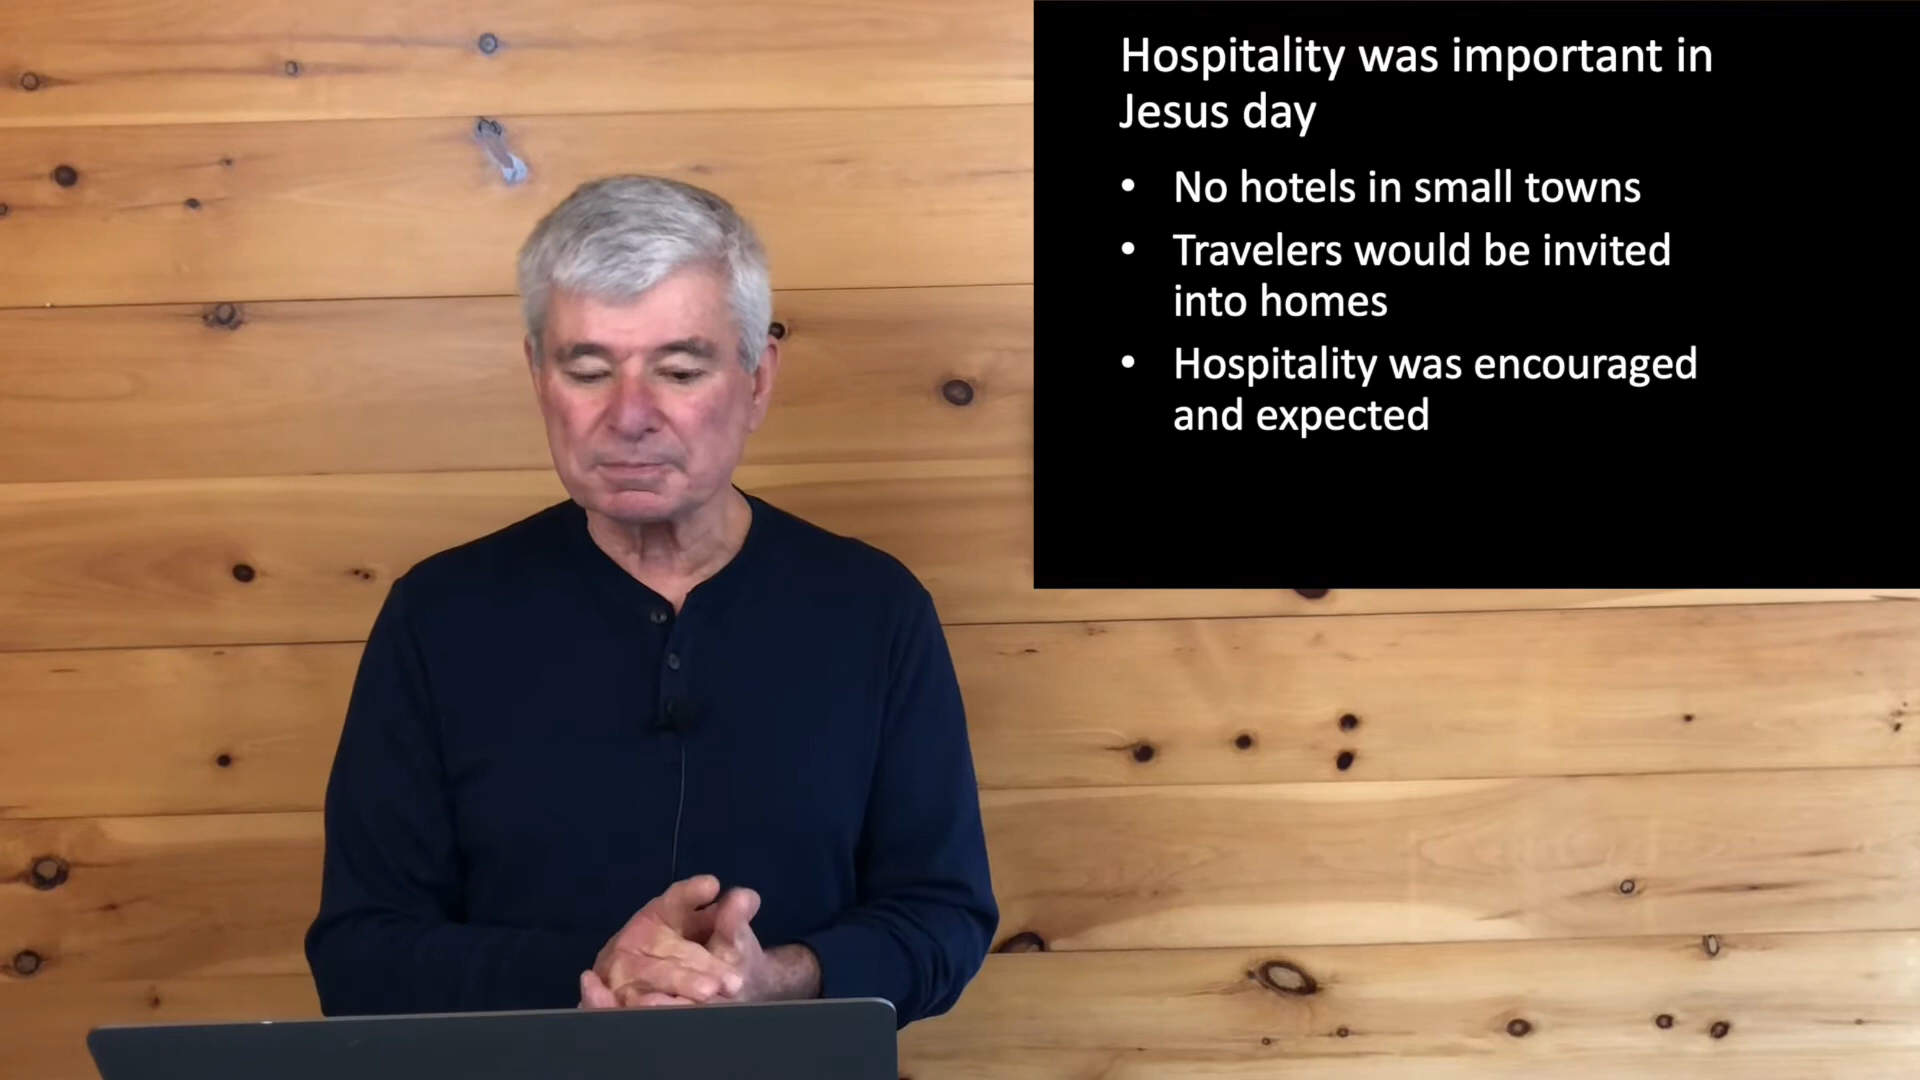 Hospitality was important in
Jesus day
• No hotels in small towns
• Travelers would be invited
into homes
• Hospitality was encouraged
and expected